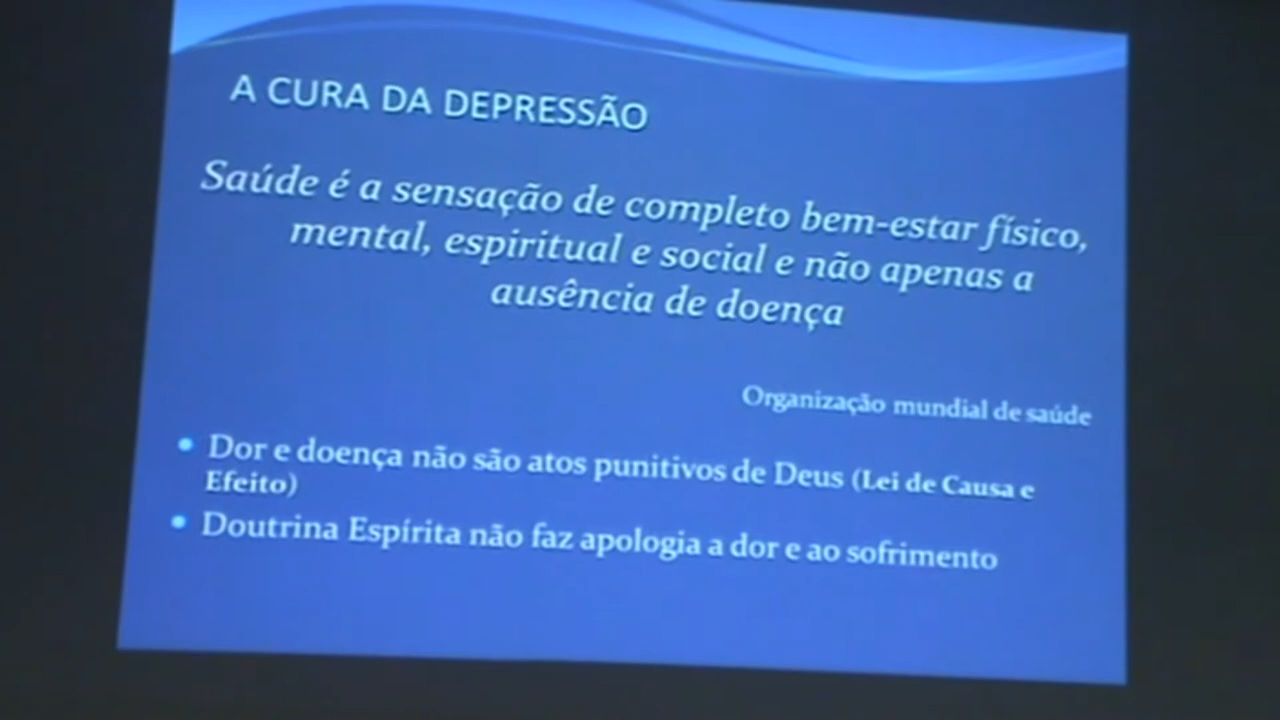 A CURA DA DEPRESSÃO
Saúde é a sensação de completo bem-estar físico,
mental, espiritual e social e não apenas a
ausência de doença
Organização mundial de saúde
Dor e doença não são atos punitivos de Deus (Lei de Causa e
Efeito)
Doutrina Espírita não faz apologia a dor e ao sofrimento